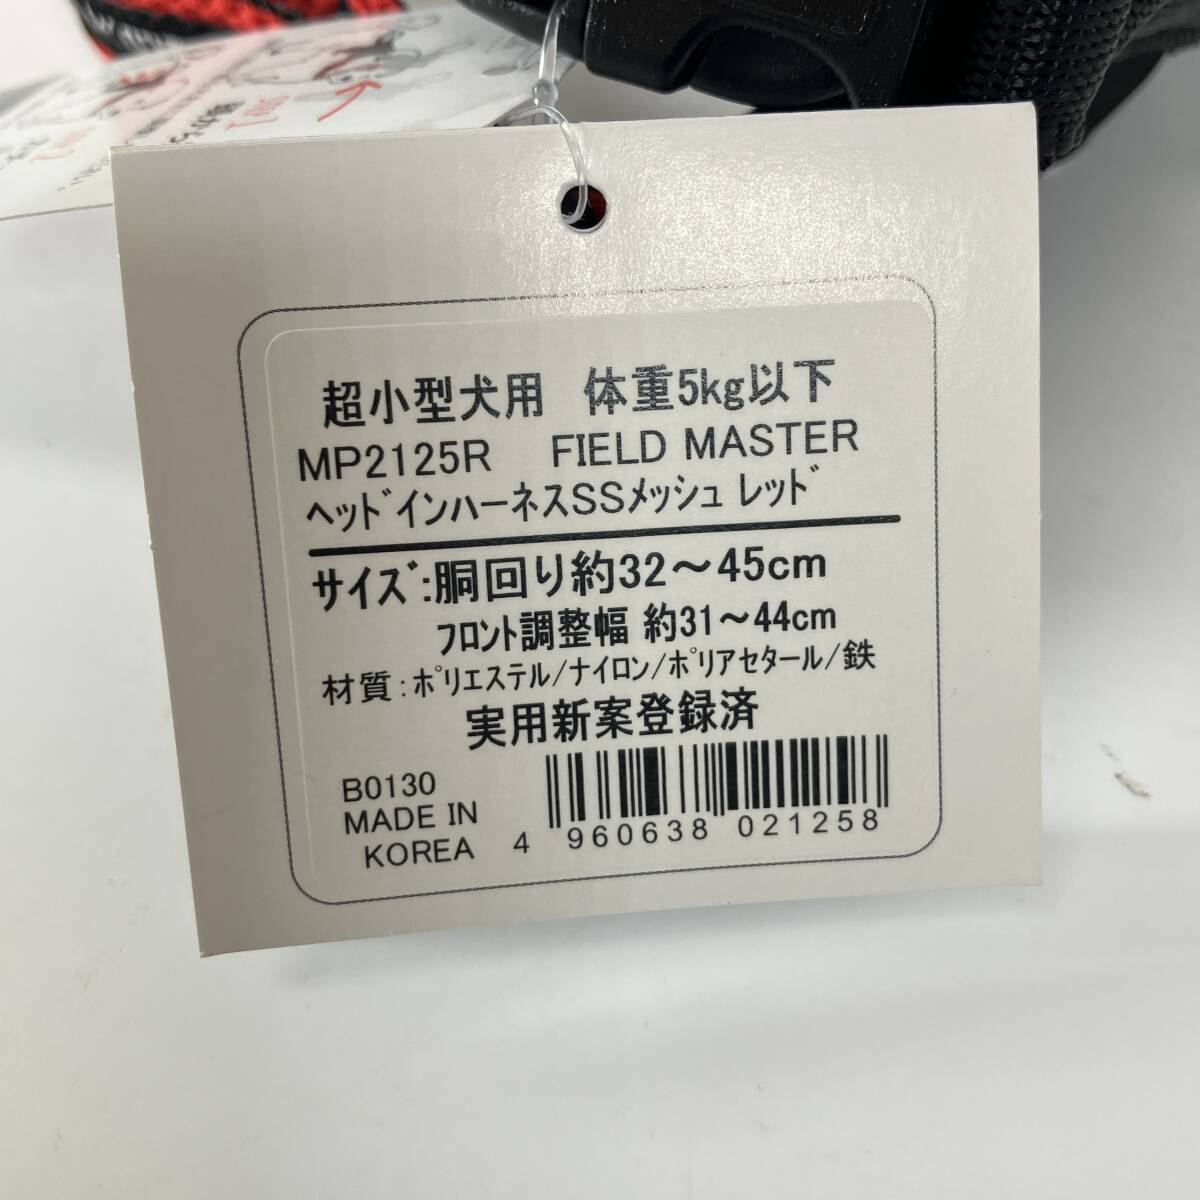 超小型犬用 体重5kg以下
MP2125R FIELD MASTER
ヘッドインハーネスSSメッシュ レッド
サイズ:胴回り約32～45cm
フロント調整幅 約31～44cm
材質:ポリエステル/ナイロン/ポリアセタール/鉄
実用新案登録済
B0130
MADE IN
KOREA
4 960638 021258